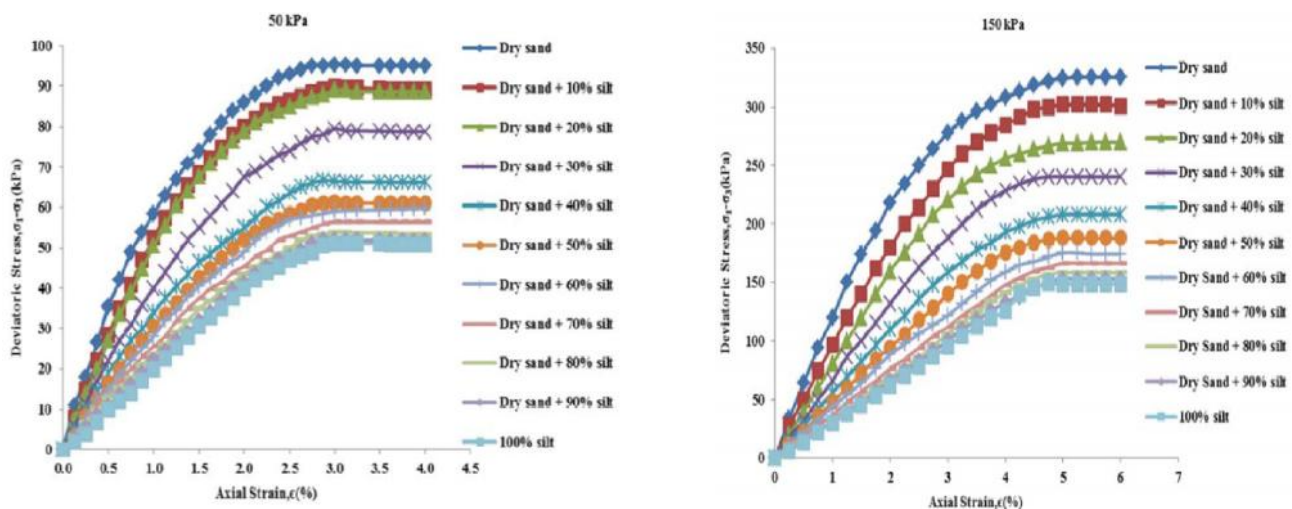 50 kPa
Deviatoric Stress,σ₁-σ₃(kPa)
100
90
80
70
60
50
40
30
20
10
0
0.0 0.5 1.0 1.5 2.0 2.5 3.0 3.5 4.0 4.5
Axial Strain,ε(%)
Dry sand
Dry sand + 10% silt
Dry sand + 20% silt
Dry sand + 30% silt
Dry sand + 40% silt
Dry sand + 50% silt
Dry sand + 60% silt
Dry sand + 70% silt
Dry sand + 80% silt
Dry sand + 90% silt
100% silt
150 kPa
Deviatoric Stress,σ₁-σ₃(kPa)
350
300
250
200
150
100
50
0
0 1 2 3 4 5 6 7
Axial Strain,ε(%)
Dry sand
Dry sand + 10% silt
Dry sand + 20% silt
Dry sand + 30% silt
Dry sand + 40% silt
Dry sand + 50% silt
Dry Sand + 60% silt
Dry Sand + 70% silt
Dry Sand + 80% silt
Dry Sand + 90% silt
100% silt